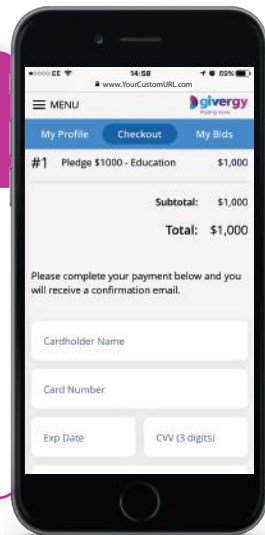 EE 14:58 69%
www.YourCustomURL.com
MENU givergy
My Profile Checkout My Bids
#1 Pledge $1000 - Education $1,000
Subtotal: $1,000
Total: $1,000
Please complete your payment below and you
will receive a confirmation email.
Cardholder Name
Card Number
Exp Date CVV (3 digits)